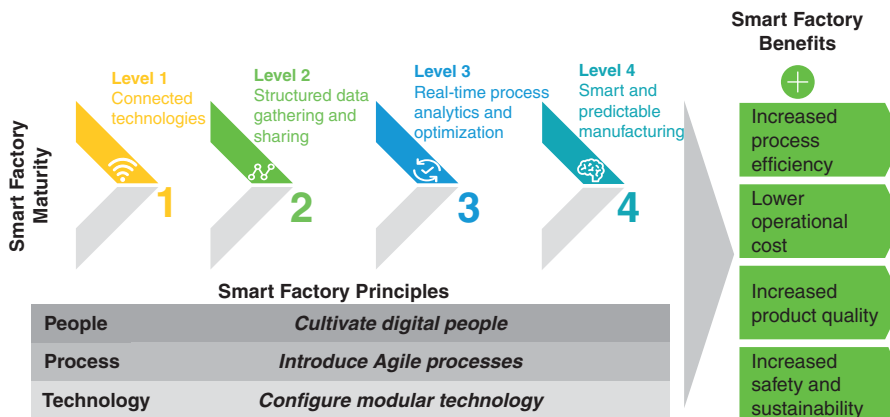 Smart Factory
Benefits
Smart Factory
Maturity
Level 1
Connected
technologies
1
Level 2
Structured data
gathering and
sharing
2
Level 3
Real-time process
analytics and
optimization
3
Level 4
Smart and
predictable
manufacturing
4
Increased
process
efficiency
Lower
operational
cost
Increased
product quality
Increased
safety and
sustainability
Smart Factory Principles
People Cultivate digital people
Process Introduce Agile processes
Technology Configure modular technology